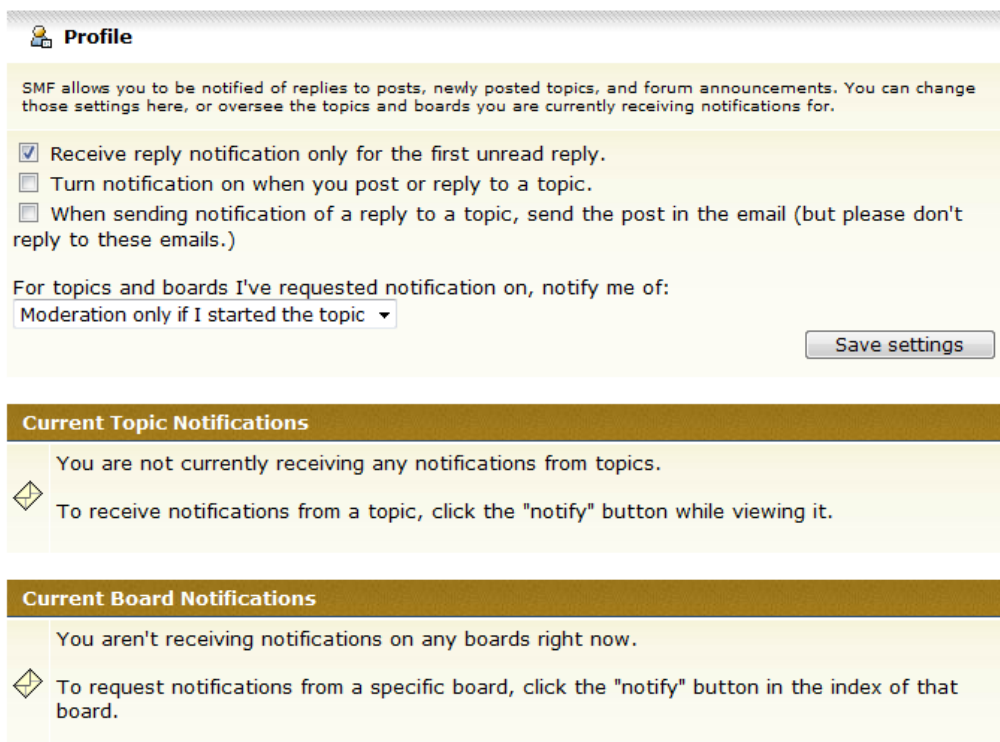 Profile
SMF allows you to be notified of replies to posts, newly posted topics, and forum announcements. You can change
those settings here, or oversee the topics and boards you are currently receiving notifications for.
Receive reply notification only for the first unread reply.
Turn notification on when you post or reply to a topic.
When sending notification of a reply to a topic, send the post in the email (but please don't
reply to these emails.)
For topics and boards I've requested notification on, notify me of:
Moderation only if I started the topic
Save settings
Current Topic Notifications
You are not currently receiving any notifications from topics.
To receive notifications from a topic, click the "notify" button while viewing it.
Current Board Notifications
You aren't receiving notifications on any boards right now.
To request notifications from a specific board, click the "notify" button in the index of that
board.